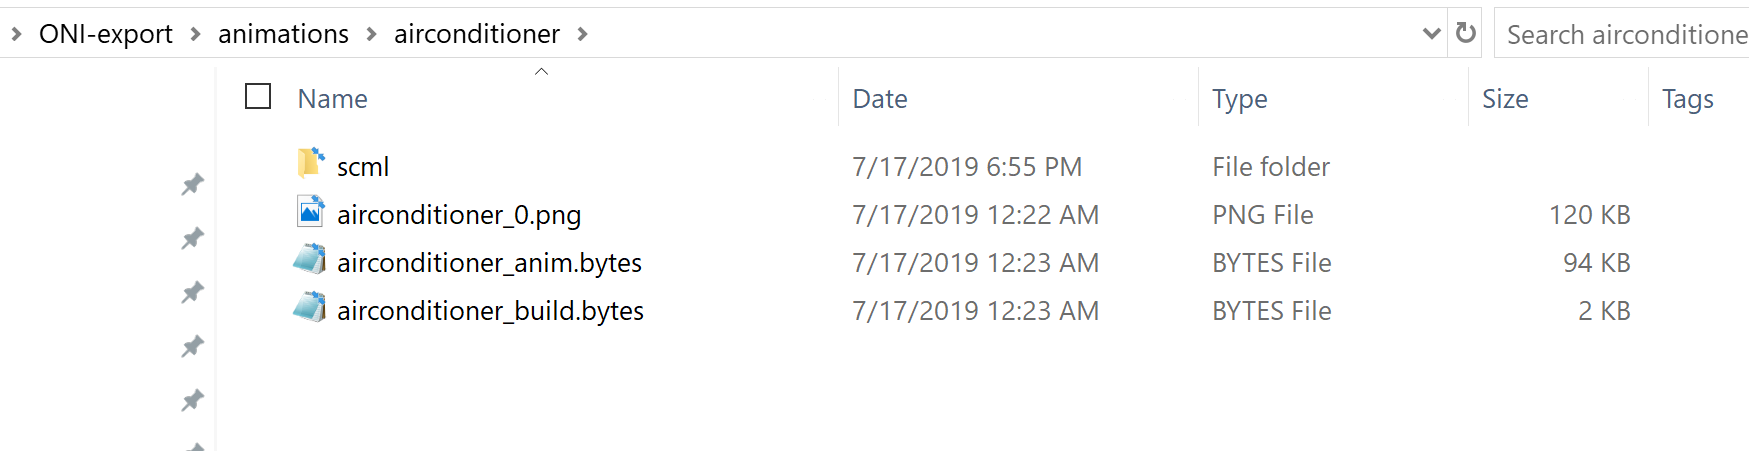 ONI-export > animations > airconditioner >
Search airconditione
Name Date Type Size Tags
scml 7/17/2019 6:55 PM File folder
airconditioner_0.png 7/17/2019 12:22 AM PNG File 120 KB
airconditioner_anim.bytes 7/17/2019 12:23 AM BYTES File 94 KB
airconditioner_build.bytes 7/17/2019 12:23 AM BYTES File 2 KB